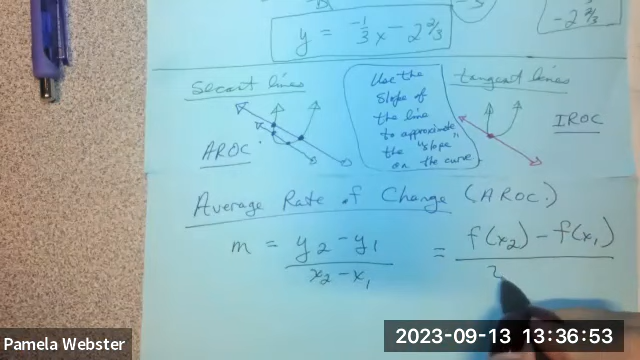 y = -1/3 x - 2 2/3
-2 2/3
Secant lines
Use the
slope of
the line
to approximate
the "slope"
on the curve.
tangent lines
AROC
IROC
Average Rate of Change (AROC)
m = y2 - y1 / x2 - x1 = f(x2) - f(x1)
Pamela Webster
2023-09-13 13:36:53